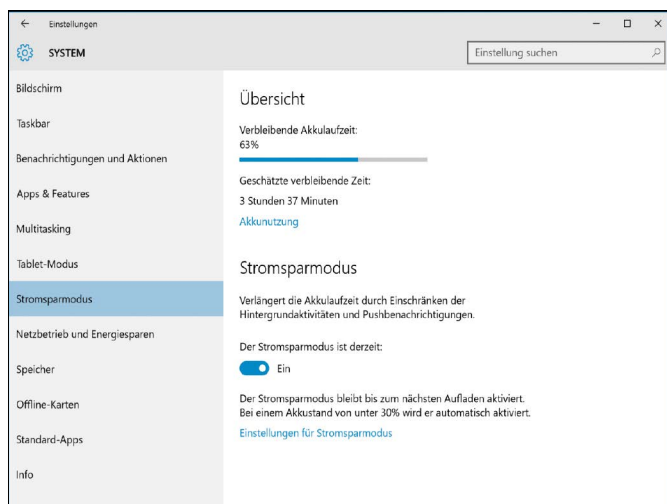 Einstellungen
SYSTEM
Einstellung suchen
Bildschirm
Taskbar
Benachrichtigungen und Aktionen
Apps & Features
Multitasking
Tablet-Modus
Stromsparmodus
Netzbetrieb und Energiesparen
Speicher
Offline-Karten
Standard-Apps
Info
Übersicht
Verbleibende Akkulaufzeit:
63%
Geschätzte verbleibende Zeit:
3 Stunden 37 Minuten
Akkunutzung
Stromsparmodus
Verlängert die Akkulaufzeit durch Einschränken der
Hintergrundaktivitäten und Pushbenachrichtigungen.
Der Stromsparmodus ist derzeit:
Ein
Der Stromsparmodus bleibt bis zum nächsten Aufladen aktiviert.
Bei einem Akkustand von unter 30% wird er automatisch aktiviert.
Einstellungen für Stromsparmodus